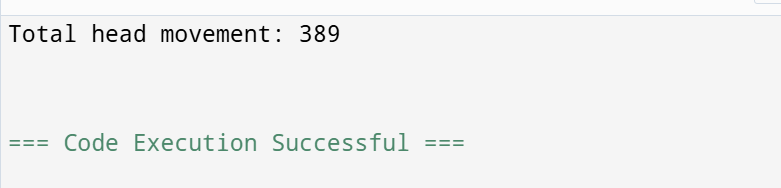 Total head movement: 389
=== Code Execution Successful ===